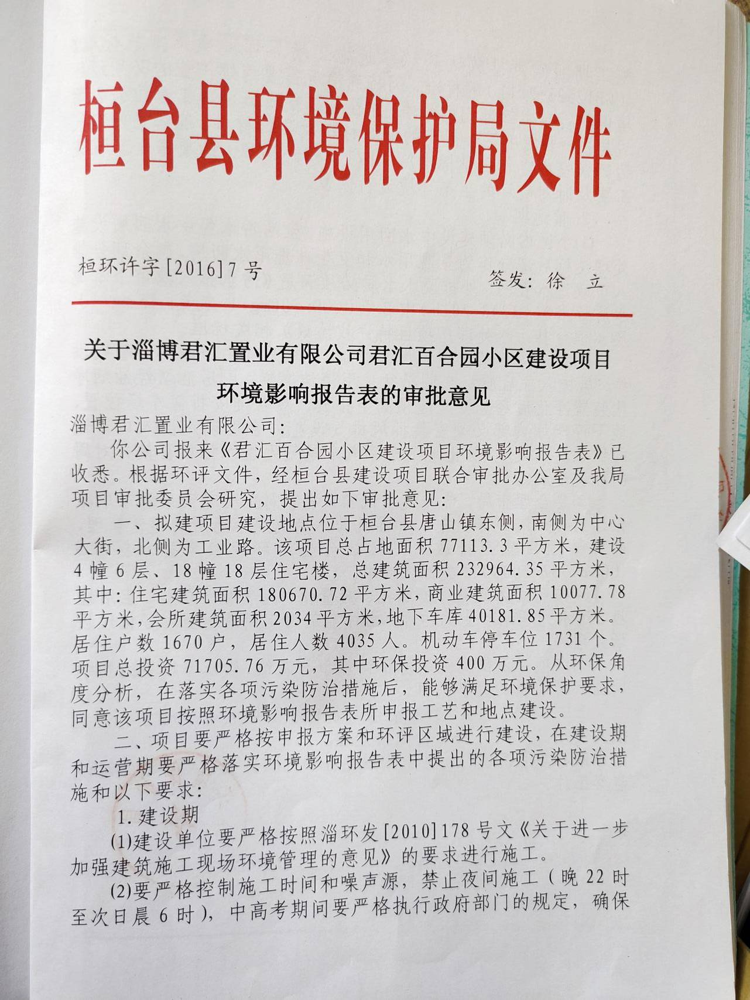 桓台县环境保护局文件
桓环许字[2016]7号
签发：徐 立
关于淄博君汇置业有限公司君汇百合园小区建设项目
环境影响报告表的审批意见
淄博君汇置业有限公司：
你公司报来《君汇百合园小区建设项目环境影响报告表》已
收悉。根据环评文件，经桓台县建设项目联合审批办公室及我局
项目审批委员会研究，提出如下审批意见：
一、拟建项目建设地点位于桓台县唐山镇东侧，南侧为中心
大街，北侧为工业路。该项目总占地面积77113.3平方米，建设
4幢6层、18幢18层住宅楼，总建筑面积232964.35平方米，
其中：住宅建筑面积180670.72平方米，商业建筑面积10077.78
平方米，会所建筑面积2034平方米，地下车库40181.85平方米。
居住户数1670户，居住人数4035人。机动车停车位1731个。
项目总投资71705.76万元，其中环保投资400万元。从环保角
度分析，在落实各项污染防治措施后，能够满足环境保护要求，
同意该项目按照环境影响报告表所申报工艺和地点建设。
二、项目要严格按申报方案和环评区域进行建设，在建设期
和运营期要严格落实环境影响报告表中提出的各项污染防治措
施和以下要求：
1.建设期
(1)建设单位要严格按照淄环发[2010]178号文《关于进一步
加强建筑施工现场环境管理的意见》的要求进行施工。
(2)要严格控制施工时间和噪声源，禁止夜间施工（晚22时
至次日晨6时），中高考期间要严格执行政府部门的规定，确保